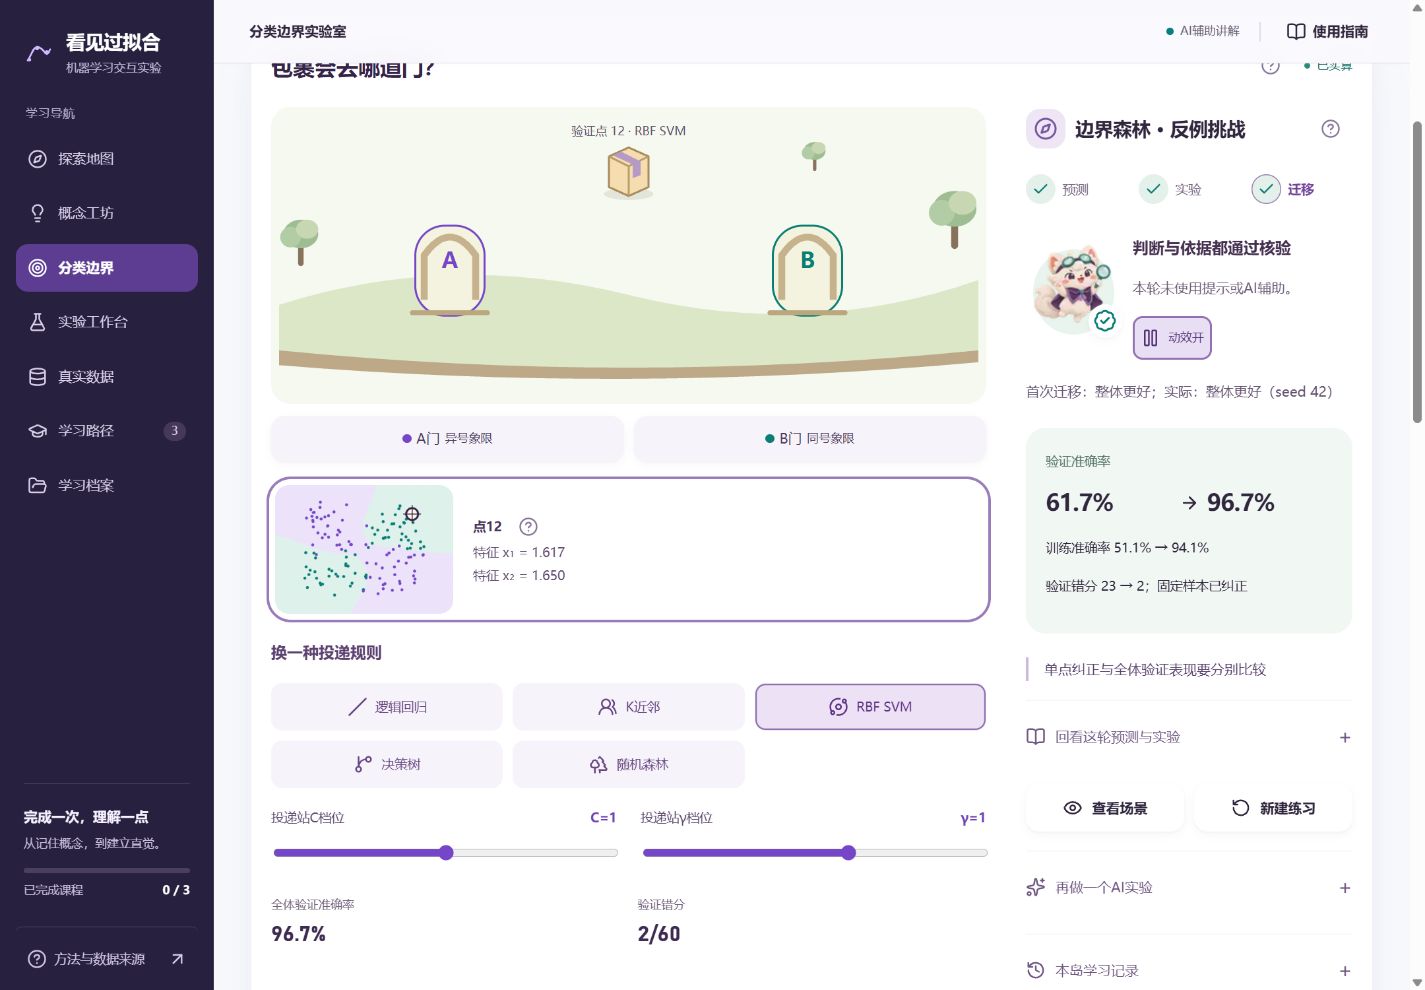 看见过拟合
机器学习交互实验
学习导航
探索地图
概念工坊
分类边界
实验工作台
真实数据
学习路径 3
学习档案
完成一次，理解一点
从记住概念，到建立直觉。
已完成课程 0 / 3
方法与数据来源
分类边界实验室
AI辅助讲解
使用指南
包裹会去哪道门？
已实算
验证点 12 · RBF SVM
A
B
A门 异号象限
B门 同号象限
点12
特征 x₁ = 1.617
特征 x₂ = 1.650
换一种投递规则
逻辑回归
K近邻
RBF SVM
决策树
随机森林
投递站C档位 C=1
投递站γ档位 γ=1
全体验证准确率
96.7%
验证错分
2/60
边界森林 • 反例挑战
预测
实验
迁移
判断与依据都通过核验
本轮未使用提示或AI辅助。
动效开
首次迁移：整体更好；实际：整体更好（seed 42）
验证准确率
61.7% → 96.7%
训练准确率 51.1% → 94.1%
验证错分 23 → 2；固定样本已纠正
单点纠正与全体验证表现要分别比较
回看这轮预测与实验 +
查看场景
新建练习
再做一个AI实验 +
本岛学习记录 +